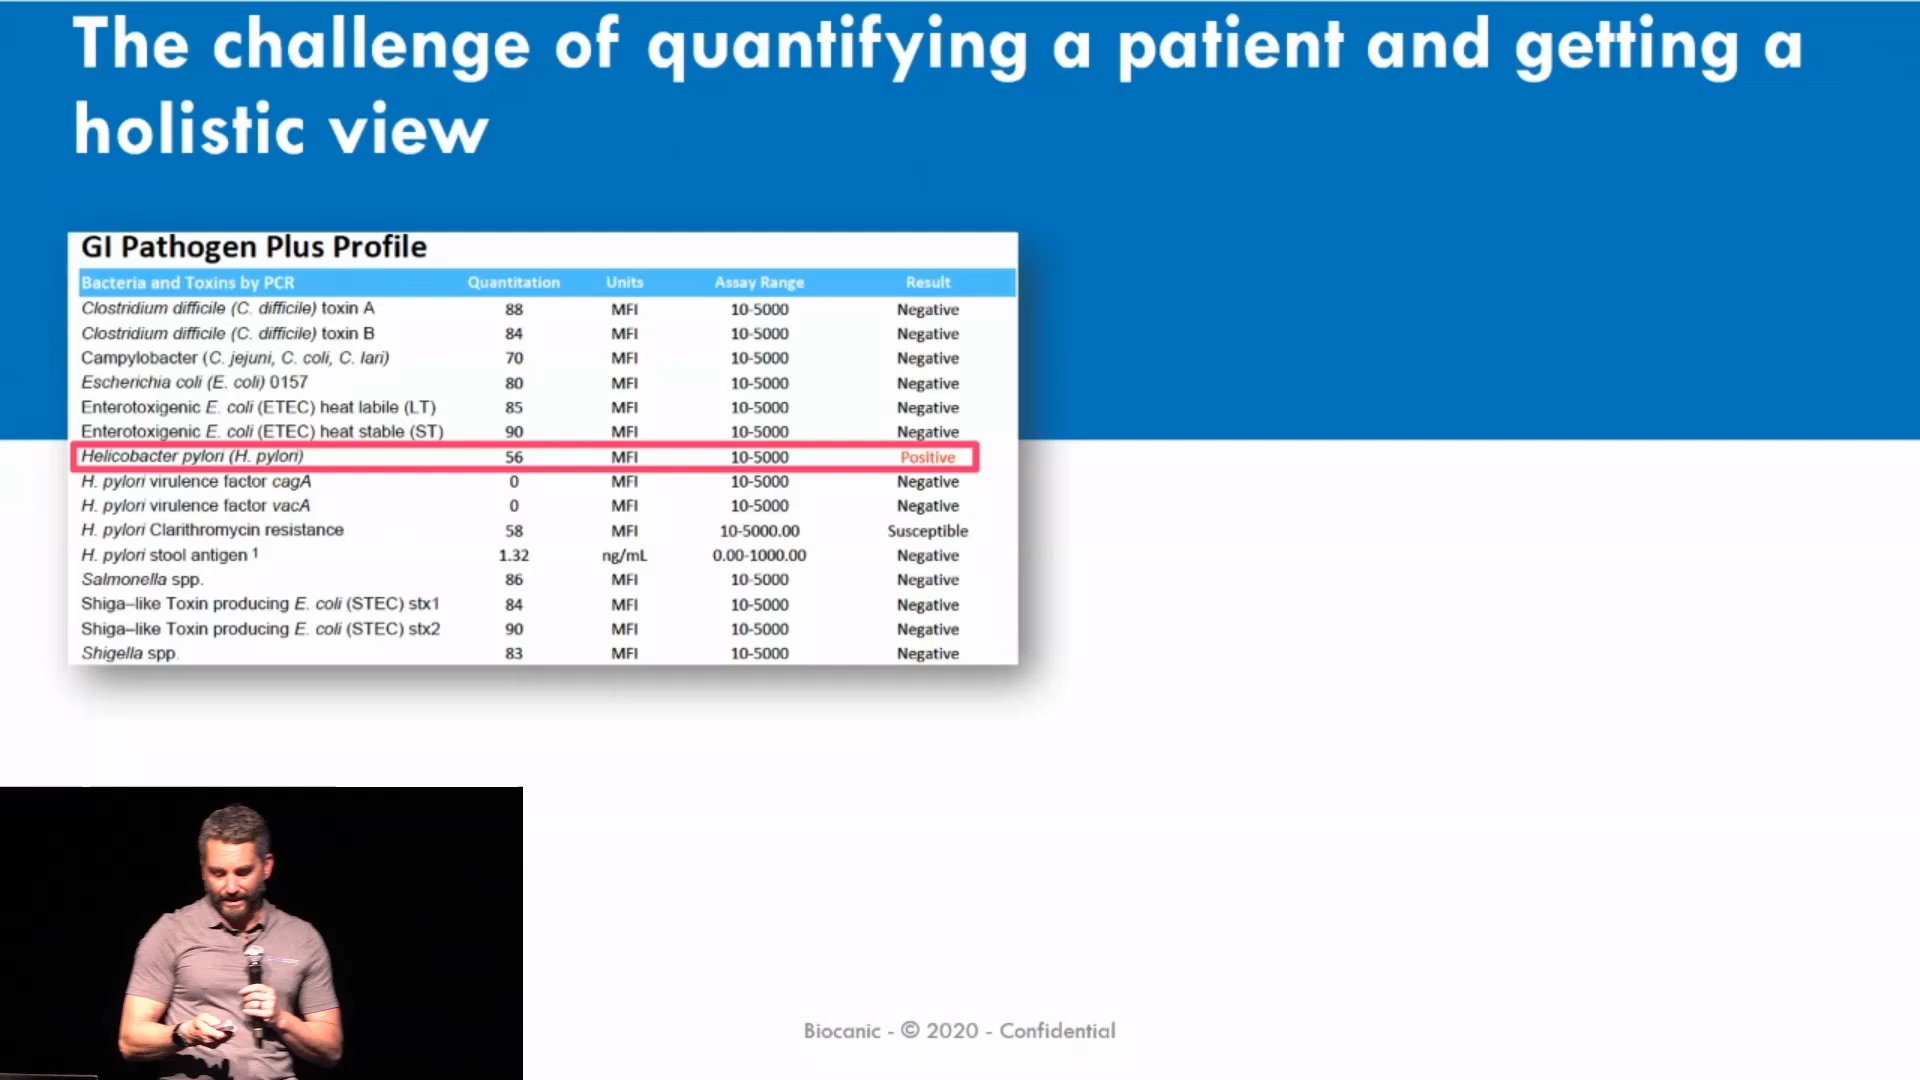 The challenge of quantifying a patient and getting a
holistic view
GI Pathogen Plus Profile
Bacteria and Toxins by PCR Quantitation Units Assay Range Result
Clostridium difficile (C. difficile) toxin A 88 MFI 10-5000 Negative
Clostridium difficile (C. difficile) toxin B 84 MFI 10-5000 Negative
Campylobacter (C. jejuni, C. coli, C. lari) 70 MFI 10-5000 Negative
Escherichia coli (E. coli) 0157 80 MFI 10-5000 Negative
Enterotoxigenic E. coli (ETEC) heat labile (LT) 85 MFI 10-5000 Negative
Enterotoxigenic E. coli (ETEC) heat stable (ST) 90 MFI 10-5000 Negative
Helicobacter pylori (H. pylori) 56 MFI 10-5000 Positive
H. pylori virulence factor cagA 0 MFI 10-5000 Negative
H. pylori virulence factor vacA 0 MFI 10-5000 Negative
H. pylori Clarithromycin resistance 58 MFI 10-5000.00 Susceptible
H. pylori stool antigen 1 1.32 ng/mL 0.00-1000.00 Negative
Salmonella spp. 86 MFI 10-5000 Negative
Shiga–like Toxin producing E. coli (STEC) stx1 84 MFI 10-5000 Negative
Shiga–like Toxin producing E. coli (STEC) stx2 90 MFI 10-5000 Negative
Shigella spp. 83 MFI 10-5000 Negative
Biocanic - © 2020 - Confidential